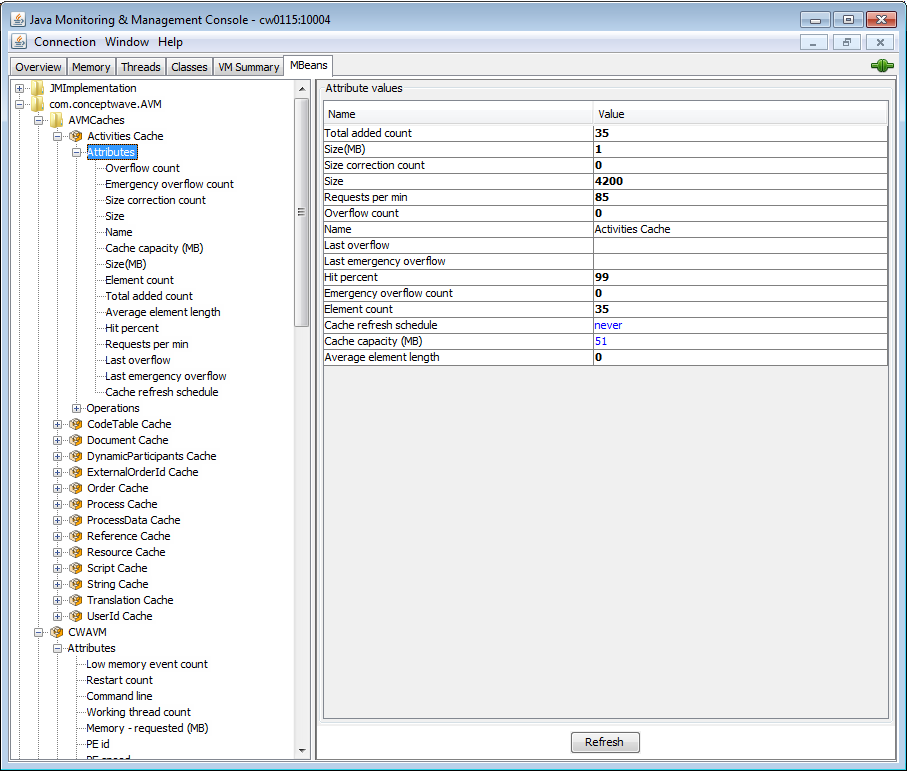 Java Monitoring & Management Console - cw0115:10004
Connection Window Help
Overview Memory Threads Classes VM Summary MBeans
JMImplementation
com.conceptwave.AVM
AVMCaches
Activities Cache
Attributes
Overflow count
Emergency overflow count
Size correction count
Size
Name
Cache capacity (MB)
Size(MB)
Element count
Total added count
Average element length
Hit percent
Requests per min
Last overflow
Last emergency overflow
Cache refresh schedule
Operations
CodeTable Cache
Document Cache
DynamicParticipants Cache
ExternalOrderId Cache
Order Cache
Process Cache
ProcessData Cache
Reference Cache
Resource Cache
Script Cache
String Cache
Translation Cache
UserId Cache
CWAVM
Attributes
Low memory event count
Restart count
Command line
Working thread count
Memory - requested (MB)
PE id
PE speed
Attribute values
Name Value
Total added count 35
Size(MB) 1
Size correction count 0
Size 4200
Requests per min 85
Overflow count 0
Name Activities Cache
Last overflow
Last emergency overflow
Hit percent 99
Emergency overflow count 0
Element count 35
Cache refresh schedule never
Cache capacity (MB) 51
Average element length 0
Refresh